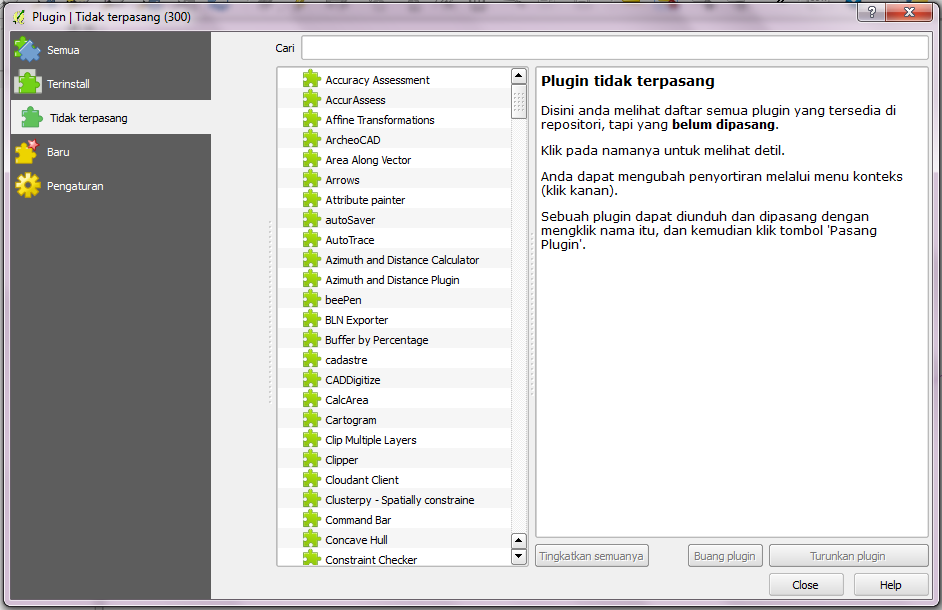 Plugin | Tidak terpasang (300)
?
Semua
Terinstall
Tidak terpasang
Baru
Pengaturan
Cari
Accuracy Assessment
AccurAssess
Affine Transformations
ArcheoCAD
Area Along Vector
Arrows
Attribute painter
autoSaver
AutoTrace
Azimuth and Distance Calculator
Azimuth and Distance Plugin
beePen
BLN Exporter
Buffer by Percentage
cadastre
CADDigitize
CalcArea
Cartogram
Clip Multiple Layers
Clipper
Cloudant Client
Clusterpy - Spatially constraine
Command Bar
Concave Hull
Constraint Checker
Plugin tidak terpasang
Disini anda melihat daftar semua plugin yang tersedia di
repositori, tapi yang belum dipasang.
Klik pada namanya untuk melihat detil.
Anda dapat mengubah penyortiran melalui menu konteks
(klik kanan).
Sebuah plugin dapat diunduh dan dipasang dengan
mengklik nama itu, dan kemudian klik tombol 'Pasang
Plugin'.
Tingkatkan semuanya
Buang plugin
Turunkan plugin
Close
Help